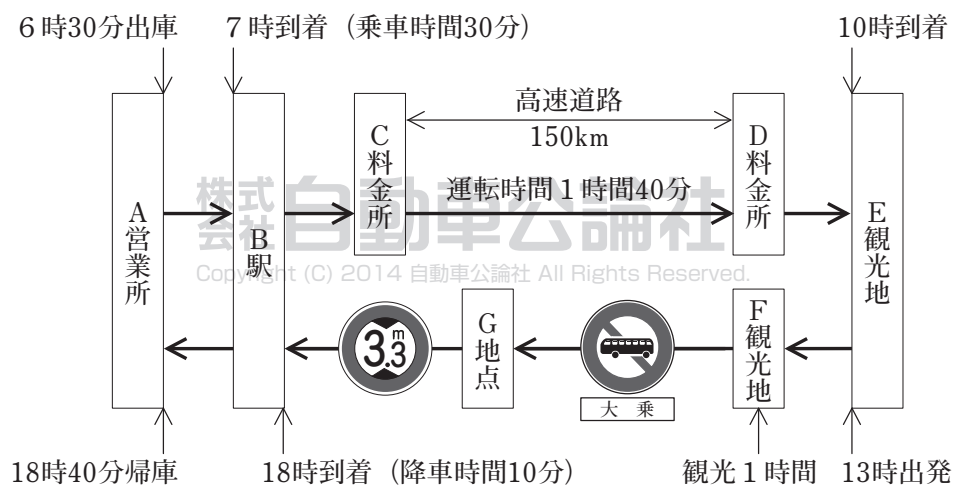 ６時30分出庫
７時到着（乗車時間30分）
10時到着
高速道路
150km
運転時間１時間40分
A営業所
B駅
C料金所
D料金所
E観光地
株式会社 自動車公論社
Copyright (C) 2014 自動車公論社 All Rights Reserved.
3.3m
G地点
大 乗
F観光地
18時40分帰庫
18時到着（降車時間10分）
観光１時間
13時出発